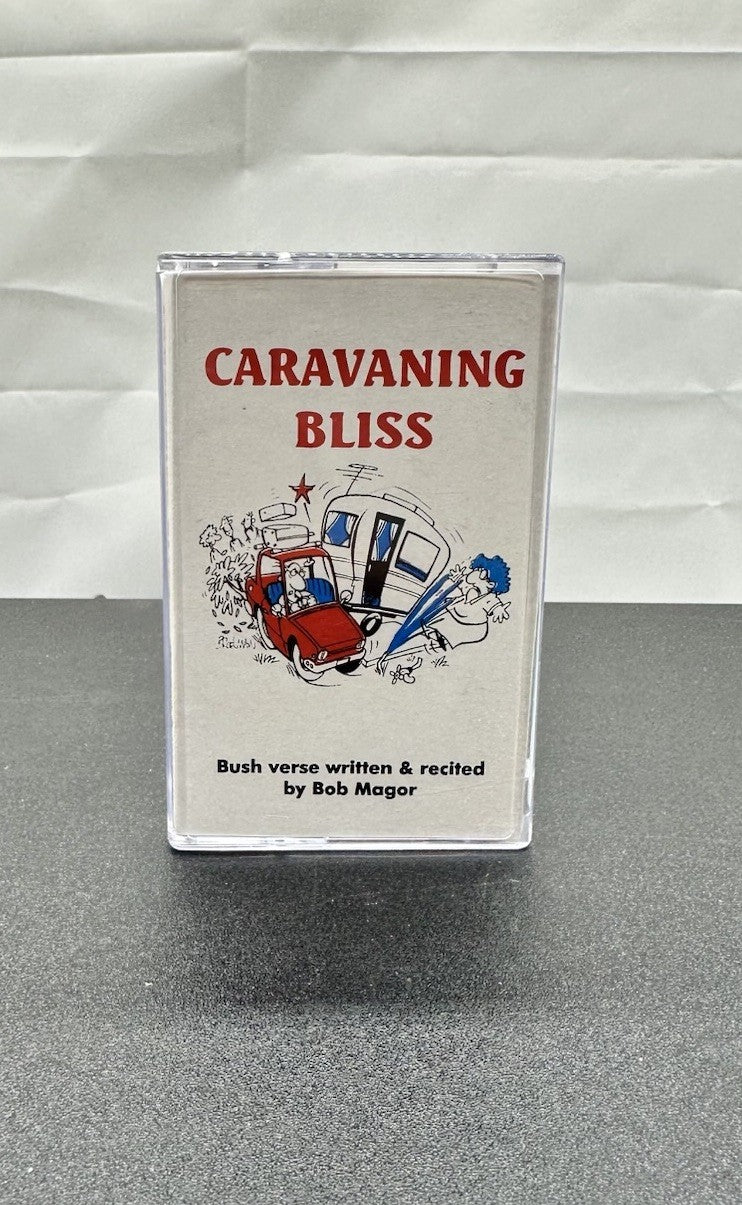 CARAVANING
BLISS
Bush verse written & recited
by Bob Magor